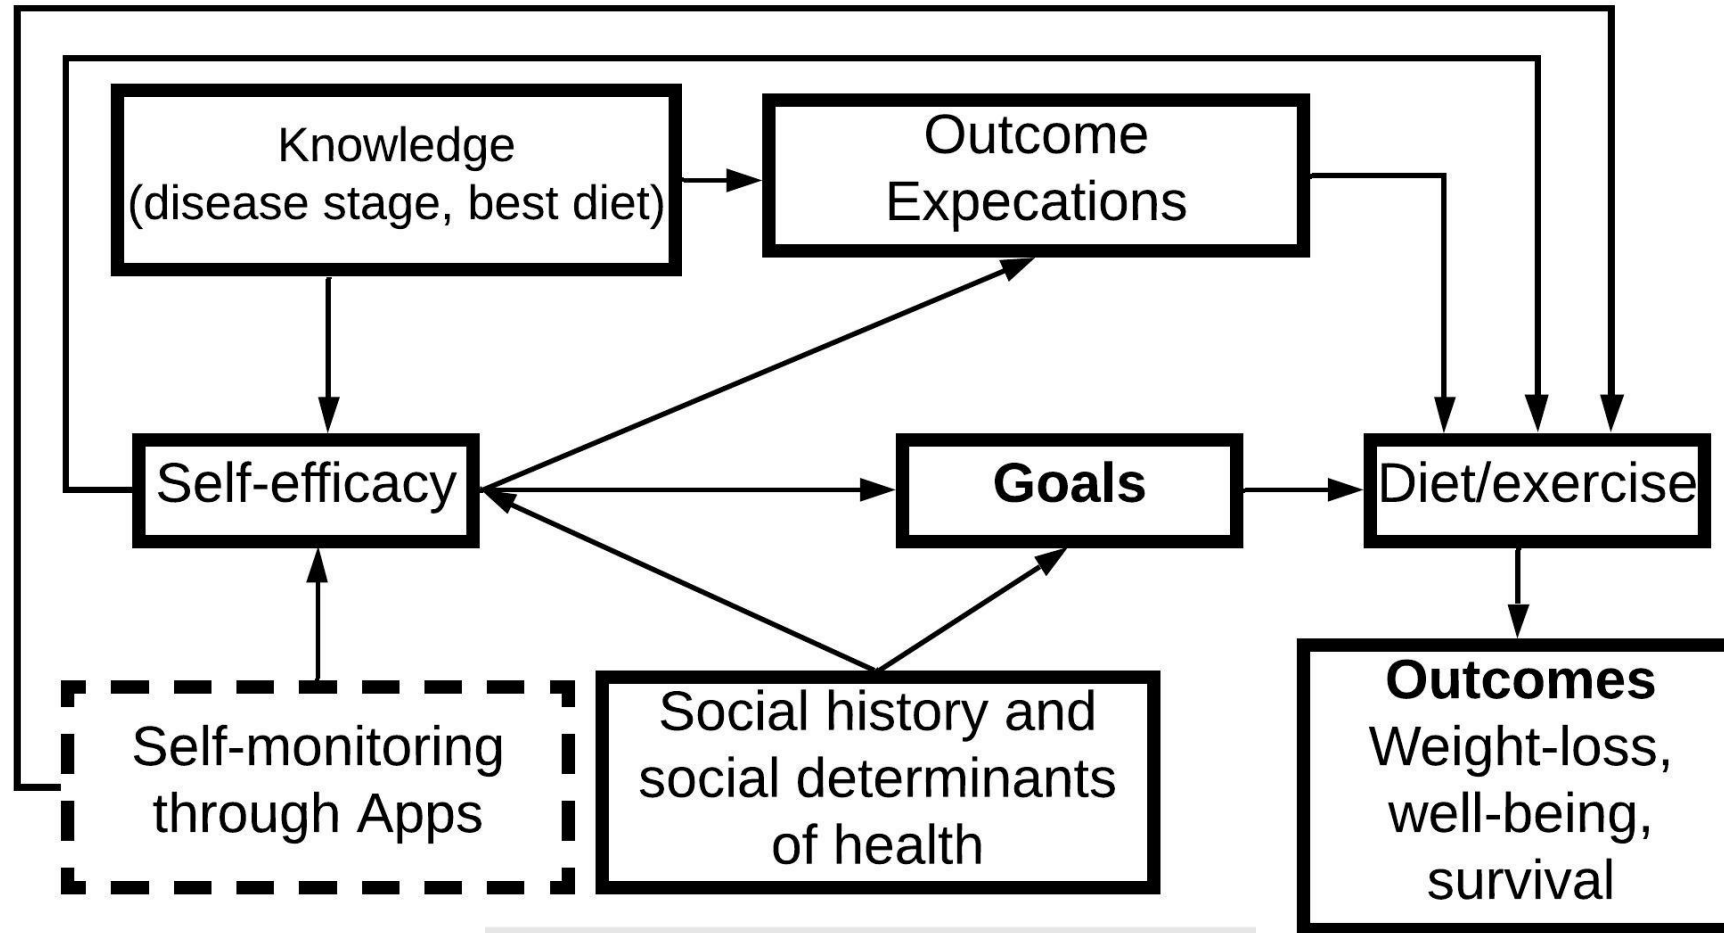 Knowledge
(disease stage, best diet)
Outcome
Expecations
Self-efficacy
Goals
Diet/exercise
Self-monitoring
through Apps
Social history and
social determinants
of health
Outcomes
Weight-loss,
well-being,
survival